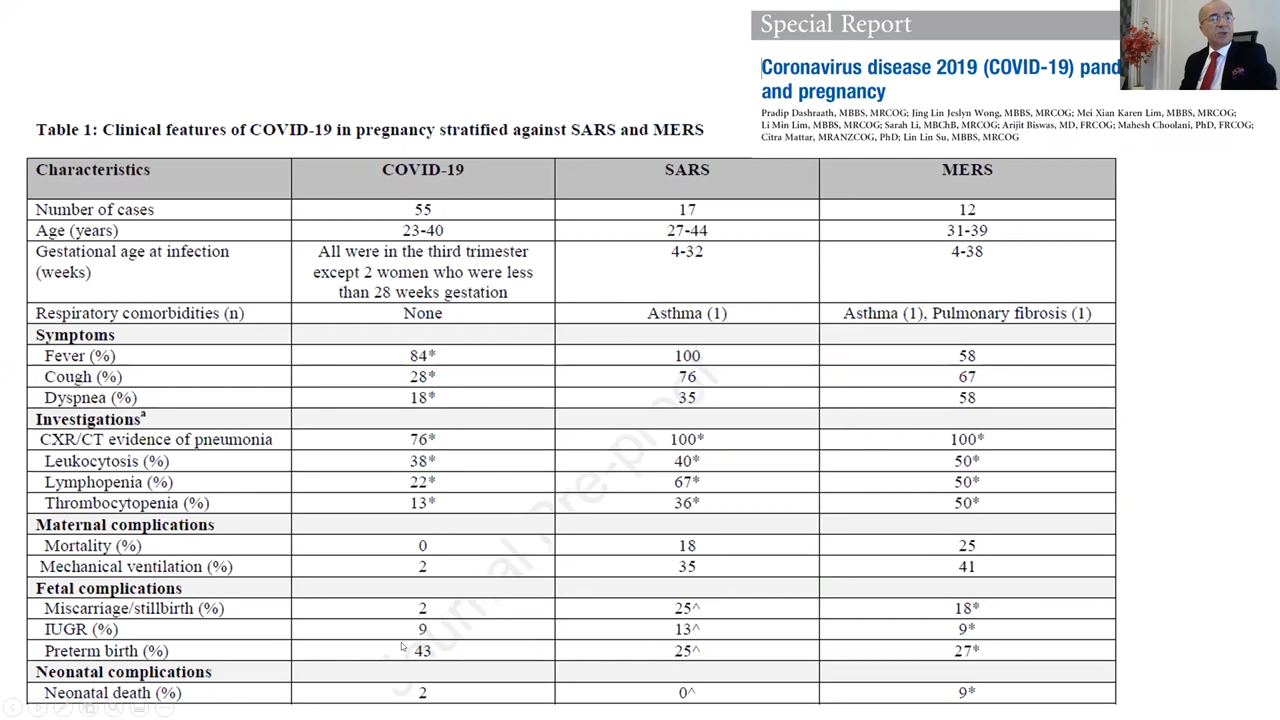 Special Report
Coronavirus disease 2019 (COVID-19) pand
and pregnancy
Pradip Dashraath, MBBS, MRCOG; Jing Lin Jeslyn Wong, MBBS, MRCOG; Mei Xian Karen Lim, MBBS, MRCOG;
Li Min Lim, MBBS, MRCOG; Sarah Li, MBChB, MRCOG; Arijit Biswas, MD, FRCOG; Mahesh Choolani, PhD, FRCOG;
Citra Mattar, MRANZCOG, PhD; Lin Lin Su, MBBS, MRCOG
Table 1: Clinical features of COVID-19 in pregnancy stratified against SARS and MERS
Characteristics COVID-19 SARS MERS
Number of cases 55 17 12
Age (years) 23-40 27-44 31-39
Gestational age at infection All were in the third trimester 4-32 4-38
(weeks) except 2 women who were less
than 28 weeks gestation
Respiratory comorbidities (n) None Asthma (1) Asthma (1), Pulmonary fibrosis (1)
Symptoms
Fever (%) 84* 100 58
Cough (%) 28* 76 67
Dyspnea (%) 18* 35 58
Investigationsᵃ
CXR/CT evidence of pneumonia 76* 100* 100*
Leukocytosis (%) 38* 40* 50*
Lymphopenia (%) 22* 67* 50*
Thrombocytopenia (%) 13* 36* 50*
Maternal complications
Mortality (%) 0 18 25
Mechanical ventilation (%) 2 35 41
Fetal complications
Miscarriage/stillbirth (%) 2 25^ 18*
IUGR (%) 9 13^ 9*
Preterm birth (%) 43 25^ 27*
Neonatal complications
Neonatal death (%) 2 0^ 9*
Journal Pre-proof